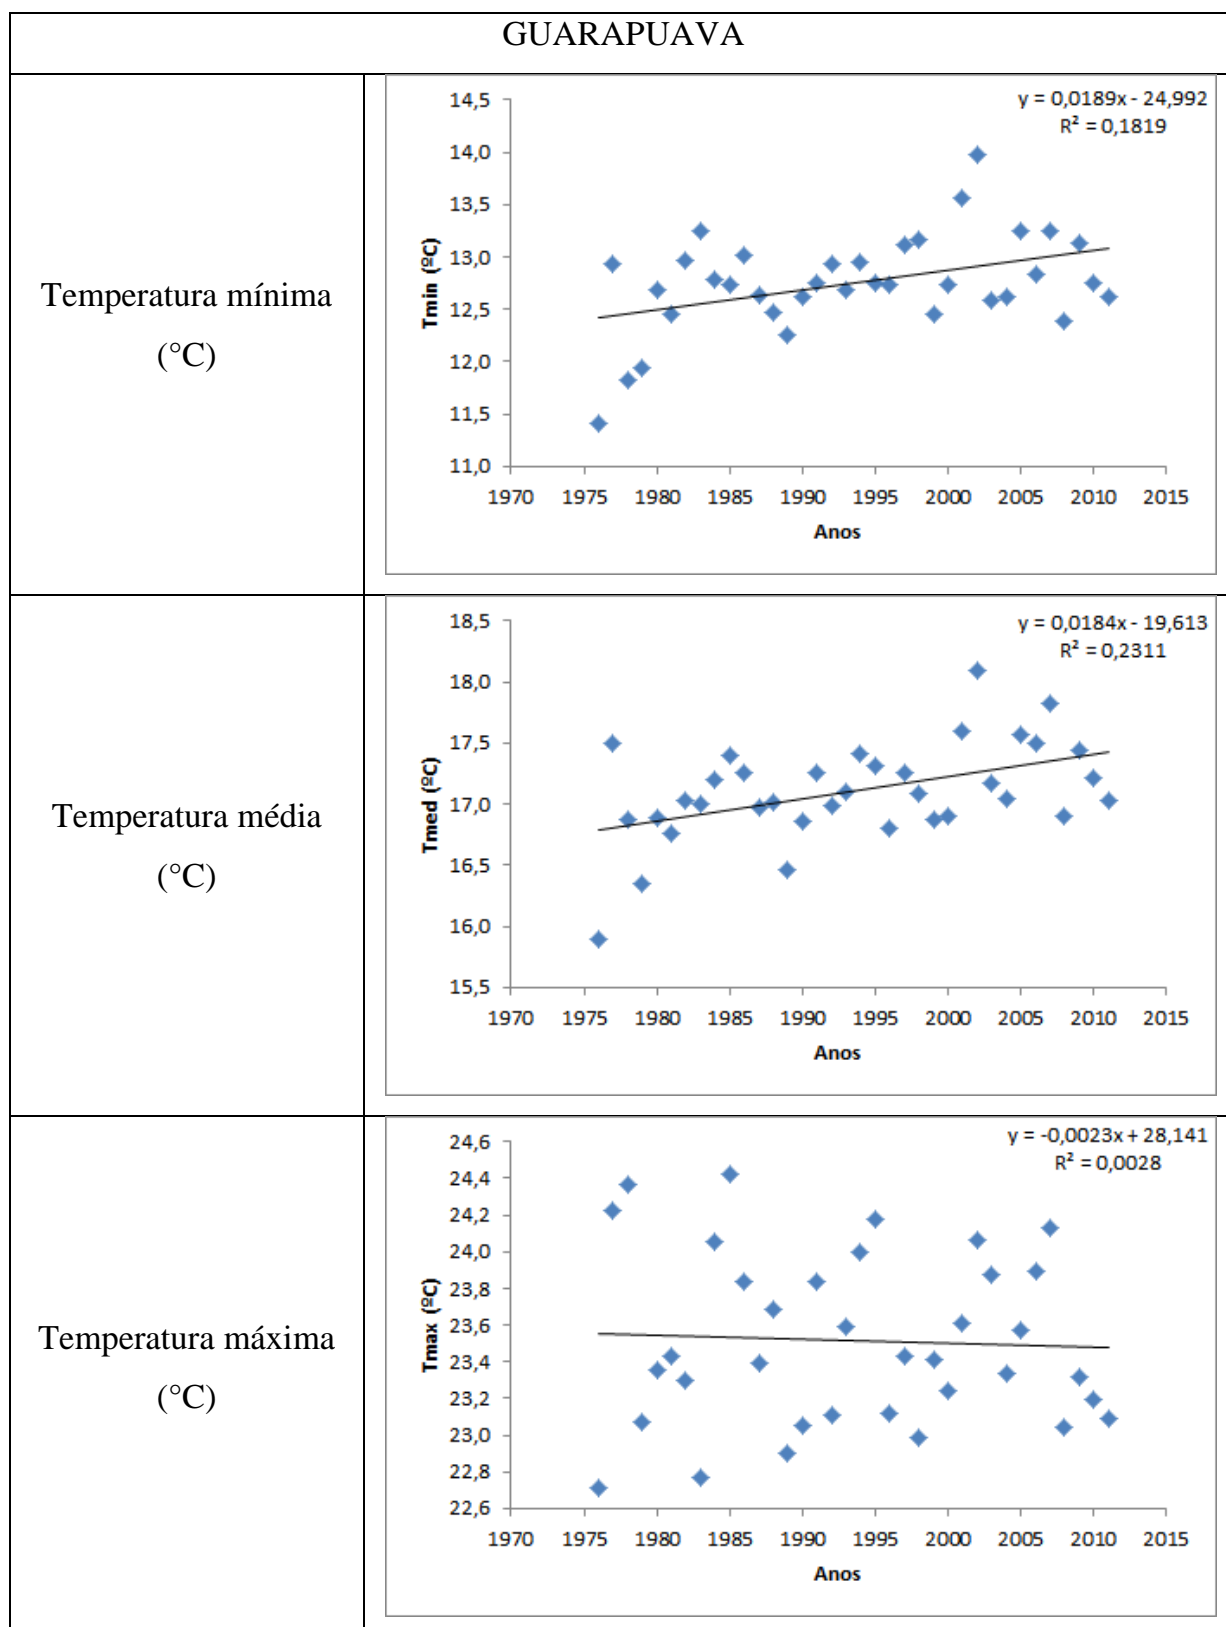 GUARAPUAVA
Temperatura mínima
(°C)
y = 0,0189x - 24,992
R² = 0,1819
14,5
14,0
13,5
13,0
12,5
12,0
11,5
11,0
Tmin (ºC)
1970 1975 1980 1985 1990 1995 2000 2005 2010 2015
Anos
Temperatura média
(°C)
y = 0,0184x - 19,613
R² = 0,2311
18,5
18,0
17,5
17,0
16,5
16,0
15,5
Tmed (ºC)
1970 1975 1980 1985 1990 1995 2000 2005 2010 2015
Anos
Temperatura máxima
(°C)
y = -0,0023x + 28,141
R² = 0,0028
24,6
24,4
24,2
24,0
23,8
23,6
23,4
23,2
23,0
22,8
22,6
Tmax (ºC)
1970 1975 1980 1985 1990 1995 2000 2005 2010 2015
Anos